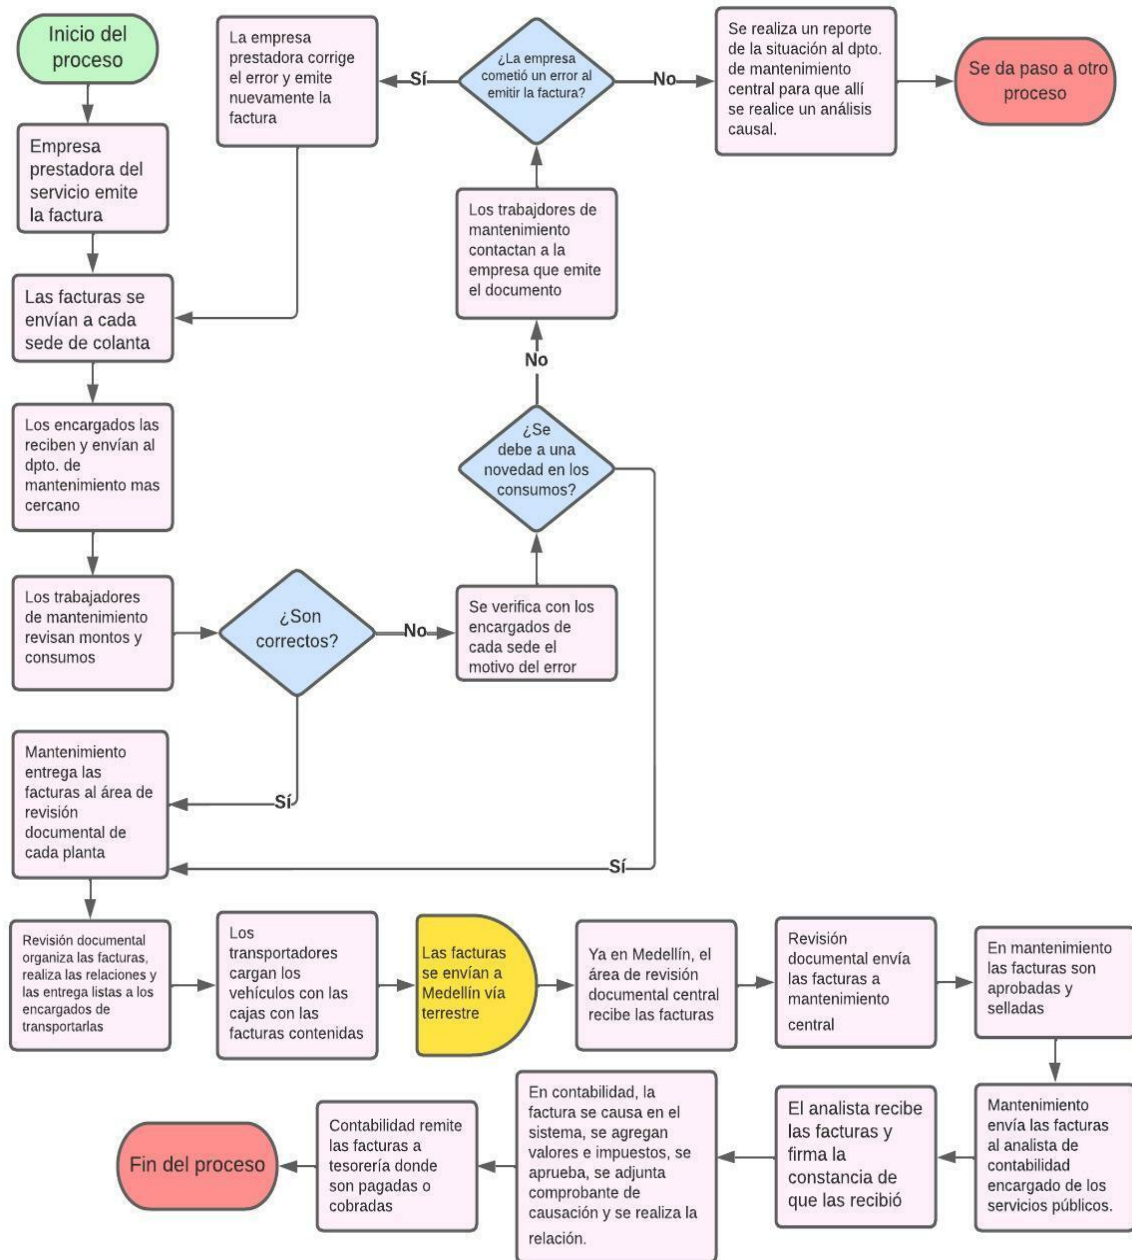 Inicio del
proceso
Empresa
prestadora del
servicio emite
la factura
Las facturas se
envían a cada
sede de colanta
Los encargados las
reciben y envían al
dpto. de
mantenimiento mas
cercano
Los trabajadores
de mantenimiento
revisan montos y
consumos
¿Son
correctos?
No
Sí
Se verifica con los
encargados de
cada sede el
motivo del error
¿Se
debe a una
novedad en los
consumos?
No
Sí
Los trabajdores de
mantenimiento
contactan a la
empresa que emite
el documento
¿La empresa
cometió un error al
emitir la factura?
Sí
No
La empresa
prestadora corrige
el error y emite
nuevamente la
factura
Se realiza un reporte
de la situación al dpto.
de mantenimiento
central para que allí
se realice un análisis
causal.
Se da paso a otro
proceso
Mantenimiento
entrega las
facturas al área de
revisión
documental de
cada planta
Revisión documental
organiza las facturas,
realiza las relaciones y
las entrega listas a los
encargados de
transportarlas
Los
transportadores
cargan los
vehículos con las
cajas con las
facturas contenidas
Las facturas
se envían a
Medellín vía
terrestre
Ya en Medellín, el
área de revisión
documental central
recibe las facturas
Revisión
documental envía
las facturas a
mantenimiento
central
En mantenimiento
las facturas son
aprobadas y
selladas
Mantenimiento
envía las facturas
al analista de
contabilidad
encargado de los
servicios públicos.
El analista recibe
las facturas y
firma la
constancia de
que las recibió
En contabilidad, la
factura se causa en el
sistema, se agregan
valores e impuestos, se
aprueba, se adjunta
comprobante de
causación y se realiza la
relación.
Contabilidad remite
las facturas a
tesorería donde
son pagadas o
cobradas
Fin del proceso